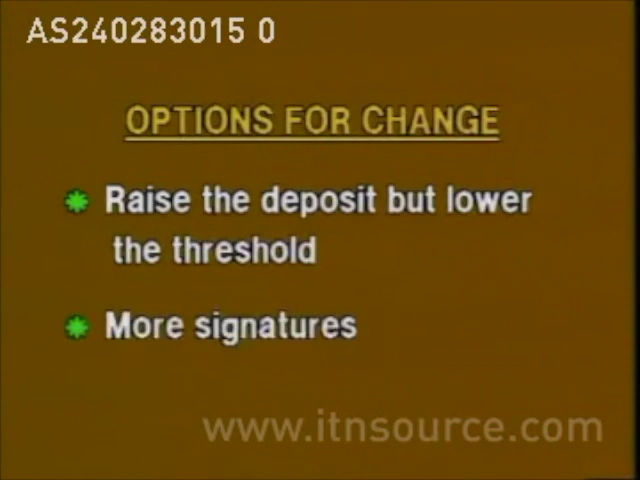 AS240283015 0
OPTIONS FOR CHANGE
Raise the deposit but lower
the threshold
More signatures
www.itnsource.com